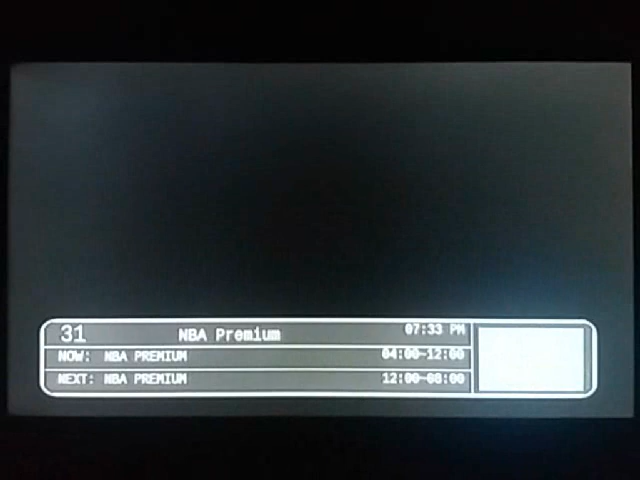 31 NBA Premium 07:33 PM
NOW: NBA PREMIUM 04:00-12:00
NEXT: NBA PREMIUM 12:00-08:00